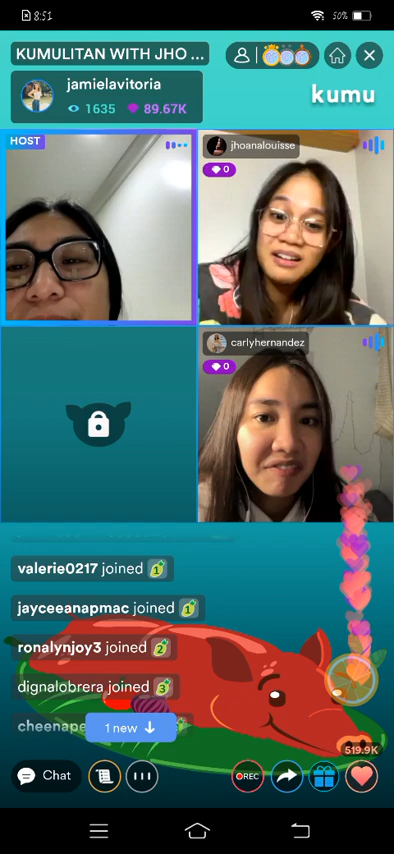 8:51
50%
KUMULITAN WITH JHO ...
jamielavitoria
1635
89.67K
kumu
HOST
jhoanalouisse
0
carlyhernandez
0
valerie0217 joined 1
jayceeanapmac joined 1
ronalynjoy3 joined 2
dignalobrera joined 3
cheenape
1 new
519.9K
Chat
REC